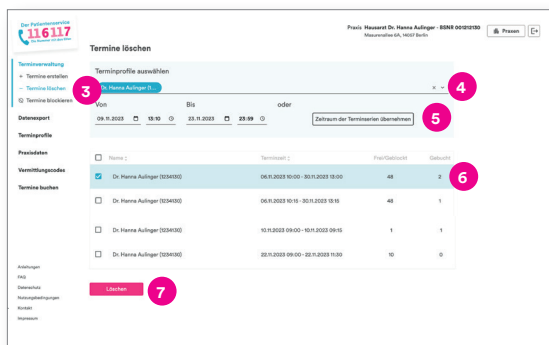 Der Patientenservice
116117
Die Nummer mit den Elfen
Praxis Hausarzt Dr. Hanna Aulinger - BSNR 001213130
Masurenallee 6A, 14057 Berlin
Praxen
Termine löschen
Terminverwaltung
+ Termine erstellen
– Termine löschen
Termine blockieren
Datenexport
Terminprofile
Praxisdaten
Vermittlungscodes
Termine buchen
Anleitungen
FAQ
Datenschutz
Nutzungsbedingungen
Kontakt
Impressum
3
Terminprofile auswählen
Dr. Hanna Aulinger (1...
4
Von Bis oder
09.11.2023 13:10 23.11.2023 23:59 Zeitraum der Terminserien übernehmen
5
Name Terminzeit Frei/Geblockt Gebucht
Dr. Hanna Aulinger (1234130) 06.11.2023 10:00 - 30.11.2023 13:00 48 2
6
Dr. Hanna Aulinger (1234130) 06.11.2023 10:15 - 30.11.2023 13:15 48 1
Dr. Hanna Aulinger (1234130) 10.11.2023 09:00 - 10.11.2023 09:15 1 1
Dr. Hanna Aulinger (1234130) 22.11.2023 09:00 - 22.11.2023 11:30 10 0
Löschen
7